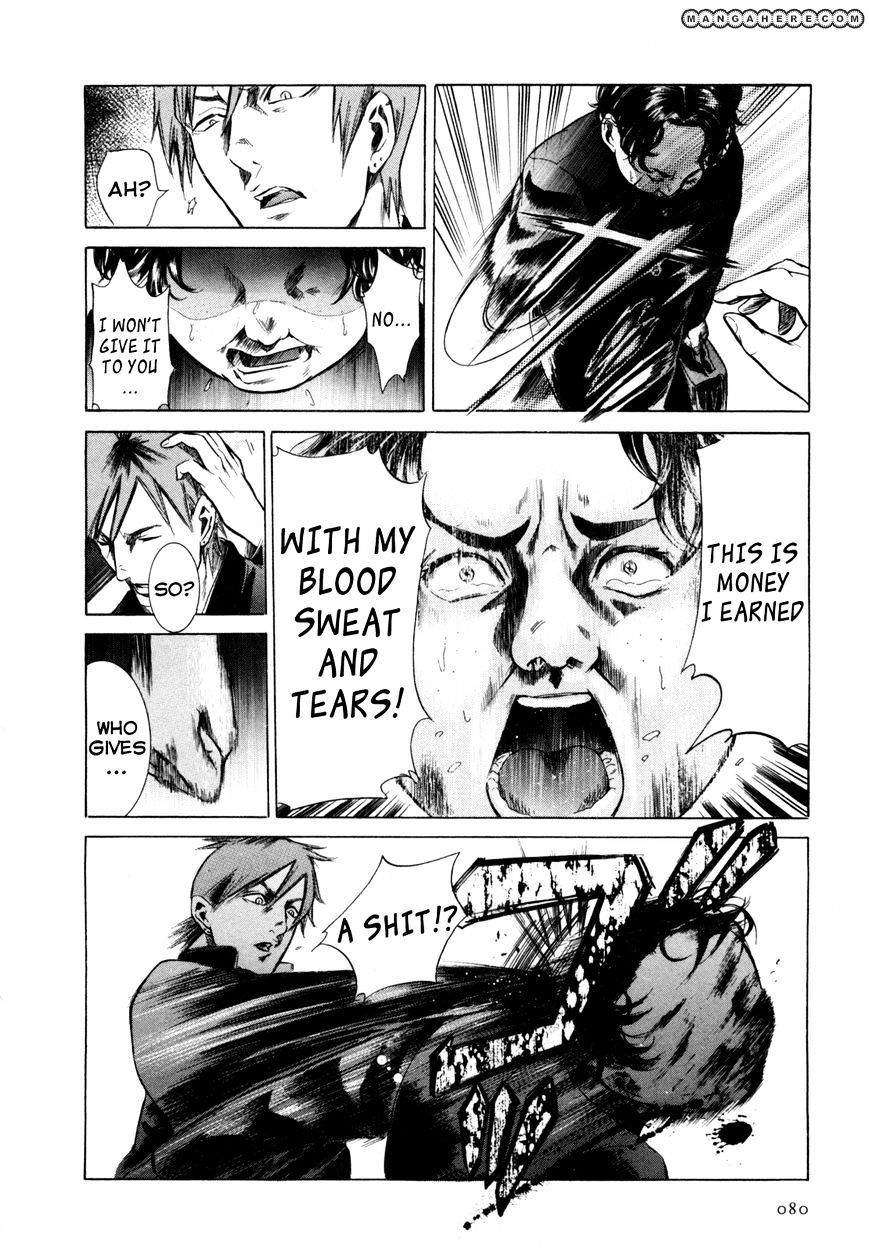 MANGAHERE.COM
AH?
NO...
I WON'T
GIVE IT
TO YOU
...
THIS IS
MONEY
I EARNED
WITH MY
BLOOD
SWEAT
AND
TEARS!
SO?
WHO
GIVES
...
A SHIT!?
080